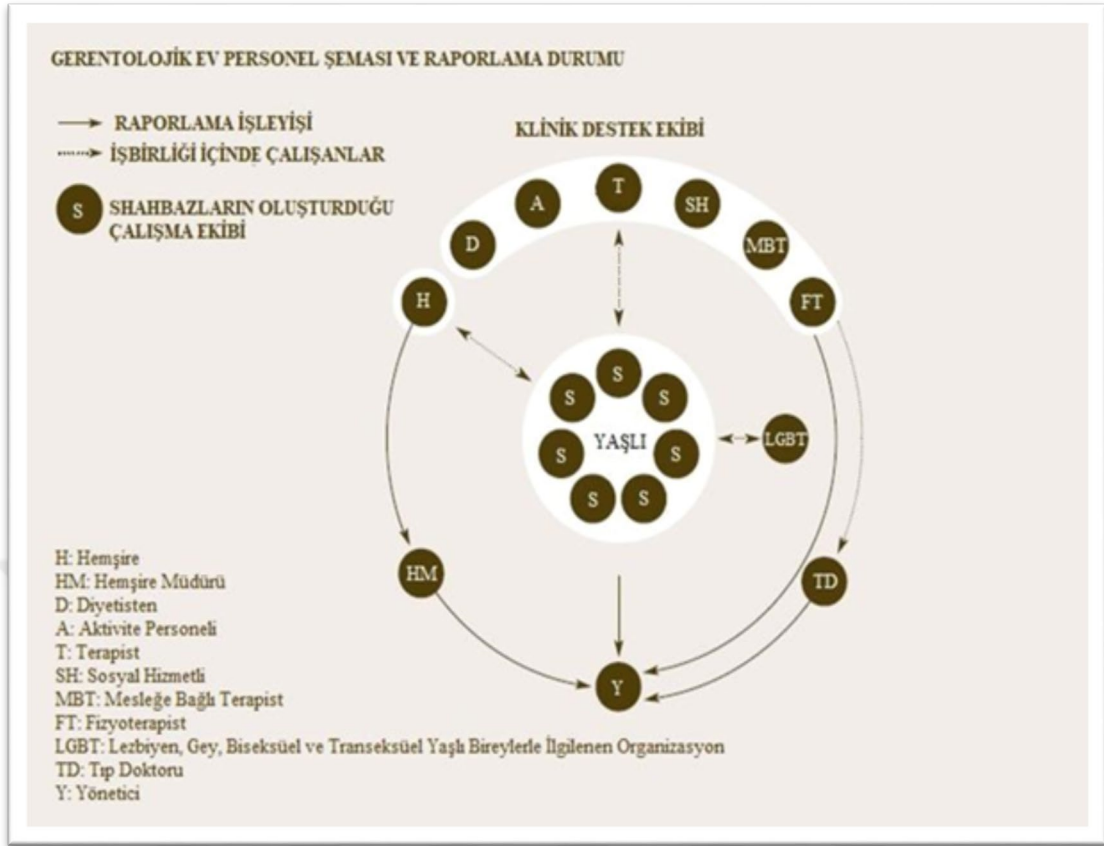 GERENTOLOJİK EV PERSONEL ŞEMASI VE RAPORLAMA DURUMU
RAPORLAMA İŞLEYİŞİ
İŞBİRLİĞİ İÇİNDE ÇALIŞANLAR
S
SHAHBAZLARIN OLUŞTURDUĞU
ÇALIŞMA EKİBİ
KLİNİK DESTEK EKİBİ
T
A
SH
D
MBT
H
FT
S
S
S
YAŞLI
LGBT
S
S
S
S
HM
TD
Y
H: Hemşire
HM: Hemşire Müdürü
D: Diyetisten
A: Aktivite Personeli
T: Terapist
SH: Sosyal Hizmetli
MBT: Mesleğe Bağlı Terapist
FT: Fizyoterapist
LGBT: Lezbiyen, Gey, Biseksüel ve Transeksüel Yaşlı Bireylerle İlgilenen Organizasyon
TD: Tıp Doktoru
Y: Yönetici